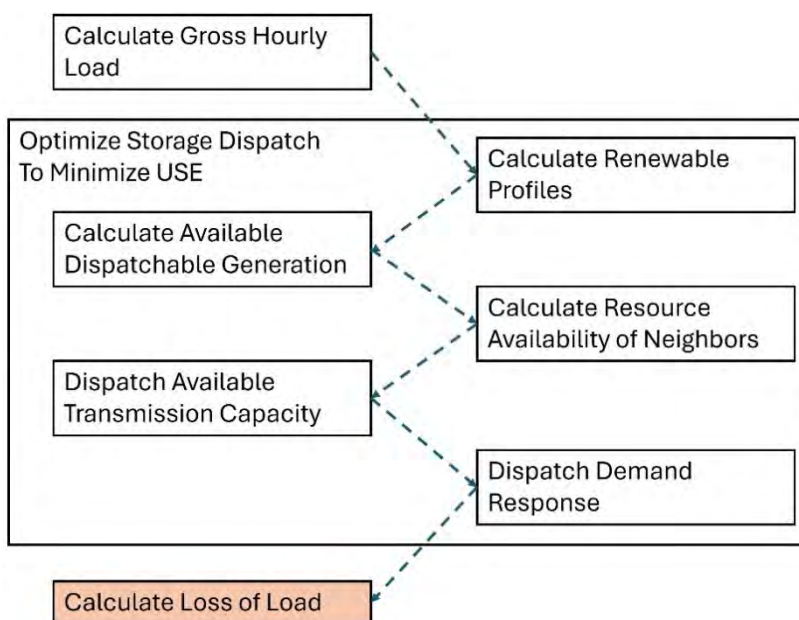 Calculate Gross Hourly
Load
Optimize Storage Dispatch
To Minimize USE
Calculate Renewable
Profiles
Calculate Available
Dispatchable Generation
Calculate Resource
Availability of Neighbors
Dispatch Available
Transmission Capacity
Dispatch Demand
Response
Calculate Loss of Load